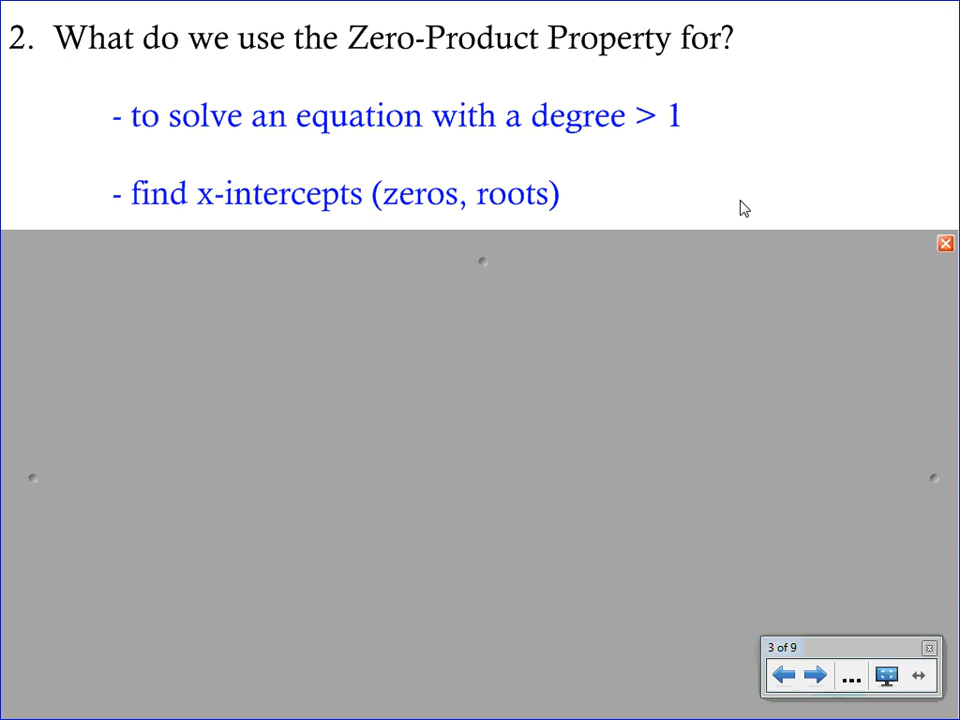 2. What do we use the Zero-Product Property for?
- to solve an equation with a degree > 1
- find x-intercepts (zeros, roots)
3 of 9
...